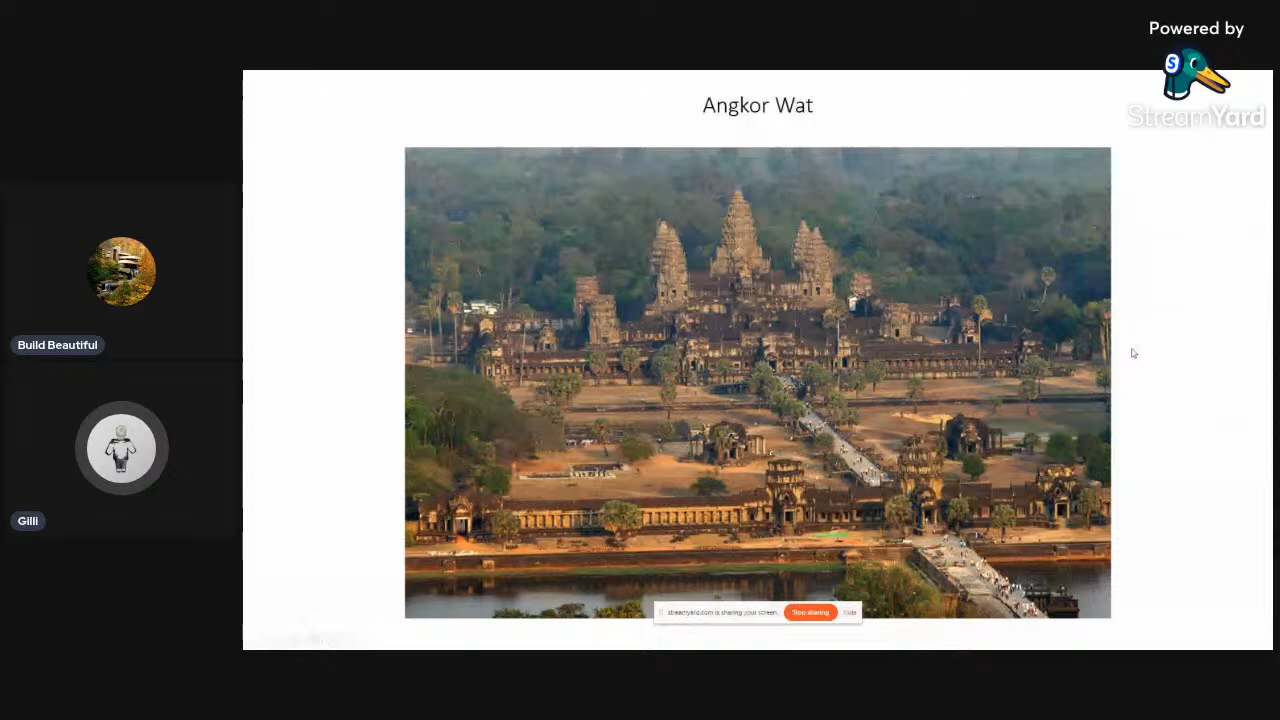 Powered by
S
StreamYard
Angkor Wat
Build Beautiful
Gilli
streamyard.com is sharing your screen. Stop sharing Hide